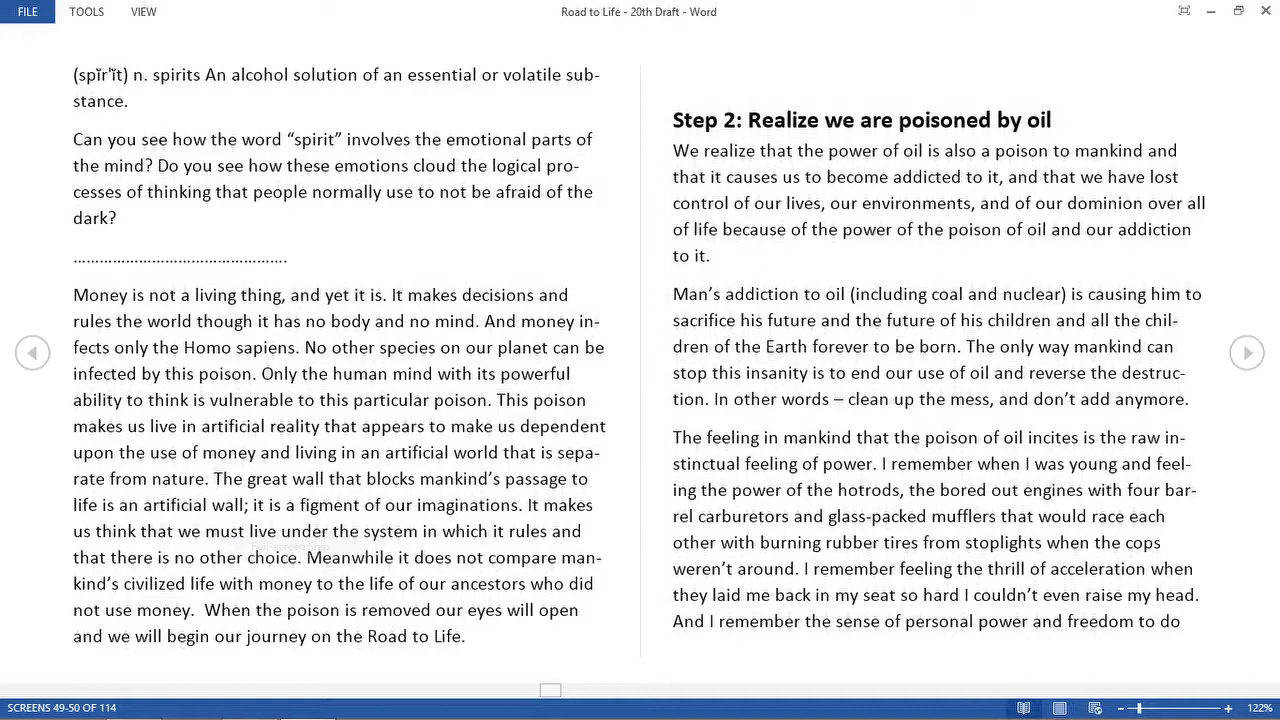 FILE TOOLS VIEW Road to Life - 20th Draft - Word
(spĭr'ĭt) n. spirits An alcohol solution of an essential or volatile sub-
stance.
Can you see how the word “spirit” involves the emotional parts of
the mind? Do you see how these emotions cloud the logical pro-
cesses of thinking that people normally use to not be afraid of the
dark?
…………………………………………
Money is not a living thing, and yet it is. It makes decisions and
rules the world though it has no body and no mind. And money in-
fects only the Homo sapiens. No other species on our planet can be
infected by this poison. Only the human mind with its powerful
ability to think is vulnerable to this particular poison. This poison
makes us live in artificial reality that appears to make us dependent
upon the use of money and living in an artificial world that is sepa-
rate from nature. The great wall that blocks mankind’s passage to
life is an artificial wall; it is a figment of our imaginations. It makes
us think that we must live under the system in which it rules and
that there is no other choice. Meanwhile it does not compare man-
kind’s civilized life with money to the life of our ancestors who did
not use money.  When the poison is removed our eyes will open
and we will begin our journey on the Road to Life.
Step 2: Realize we are poisoned by oil
We realize that the power of oil is also a poison to mankind and
that it causes us to become addicted to it, and that we have lost
control of our lives, our environments, and of our dominion over all
of life because of the power of the poison of oil and our addiction
to it.
Man’s addiction to oil (including coal and nuclear) is causing him to
sacrifice his future and the future of his children and all the chil-
dren of the Earth forever to be born. The only way mankind can
stop this insanity is to end our use of oil and reverse the destruc-
tion. In other words – clean up the mess, and don’t add anymore.
The feeling in mankind that the poison of oil incites is the raw in-
stinctual feeling of power. I remember when I was young and feel-
ing the power of the hotrods, the bored out engines with four bar-
rel carburetors and glass-packed mufflers that would race each
other with burning rubber tires from stoplights when the cops
weren’t around. I remember feeling the thrill of acceleration when
they laid me back in my seat so hard I couldn’t even raise my head.
And I remember the sense of personal power and freedom to do
SCREENS 49-50 OF 114 122%